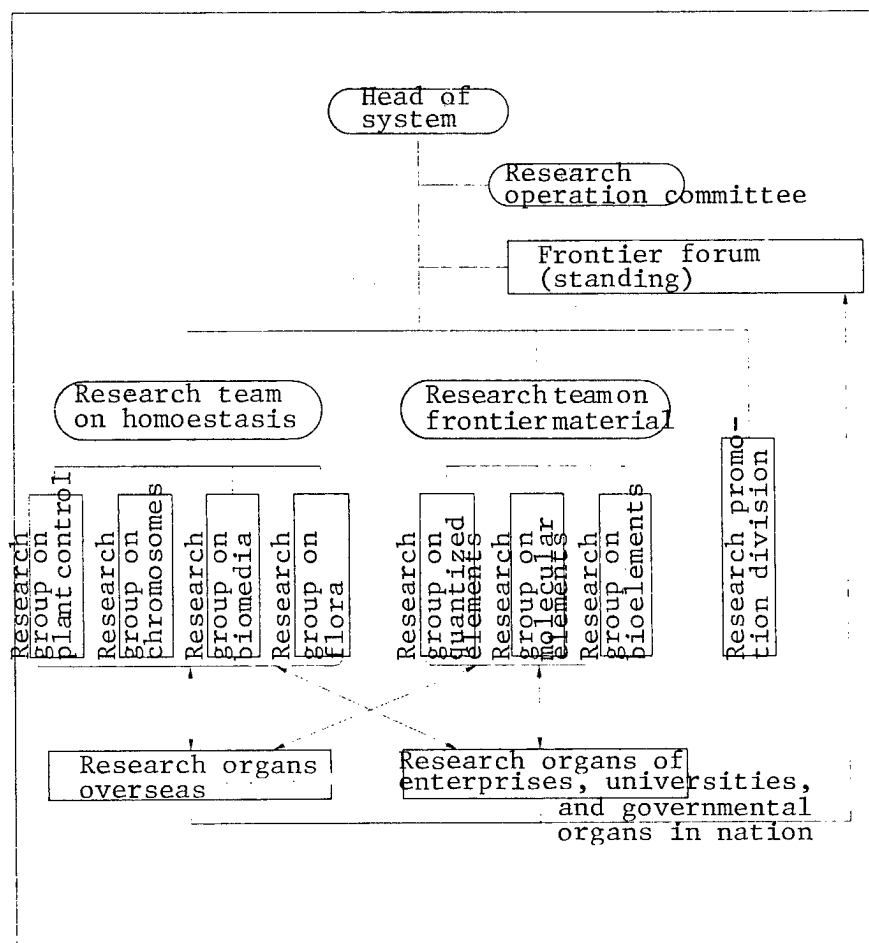 Head of
system
Research
operation committee
Frontier forum
(standing)
Research team
on homoestasis
Research team on
frontier material
Research
group on
plant control
Research
group on
chromosomes
Research
group on
biomedia
Research
group on
flora
Research
group on
quantized
elements
Research
group on
molecular
elements
Research
group on
bioelements
Research promo-
tion division
Research organs
overseas
Research organs of
enterprises, universities,
and governmental
organs in nation